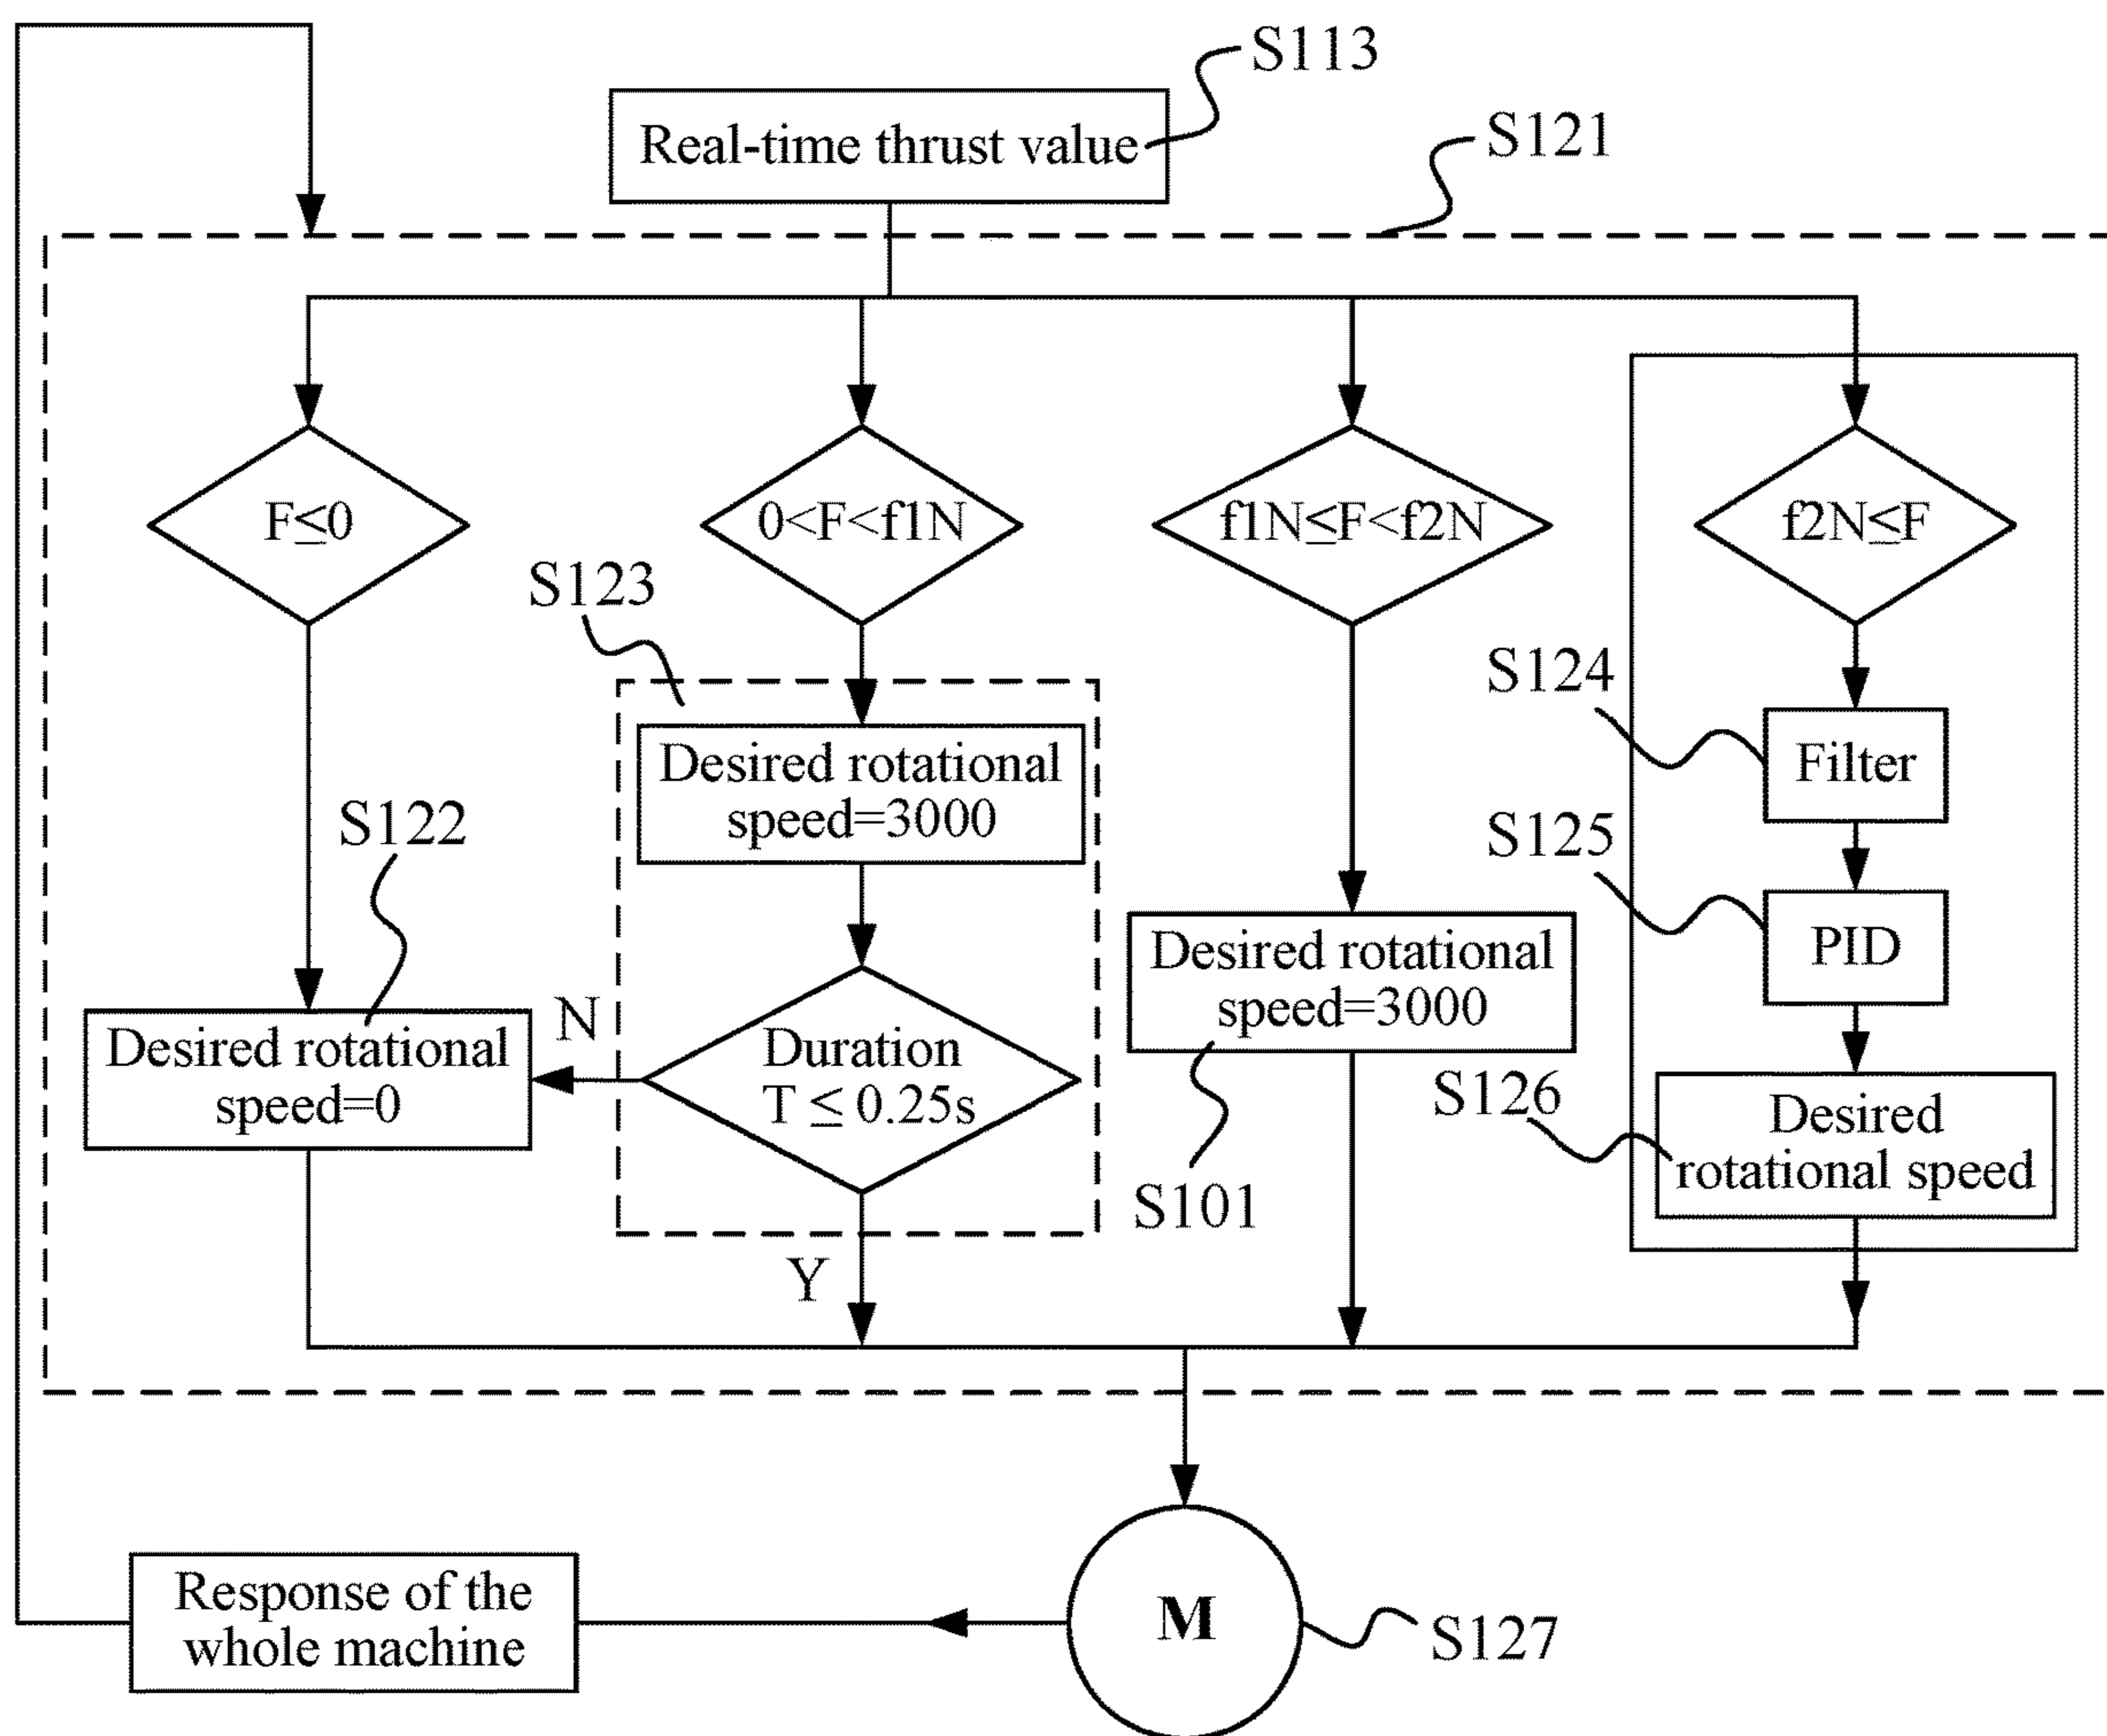 S113
Real-time thrust value
S121
F≤0
0<F<f1N
f1N≤F<f2N
f2N≤F
S123
S124
Filter
Desired rotational
speed=3000
S122
S125
PID
Desired rotational
speed=3000
N
Desired rotational
speed=0
Duration
T ≤ 0.25s
S126
Desired
rotational speed
S101
Y
M
Response of the
whole machine
S127